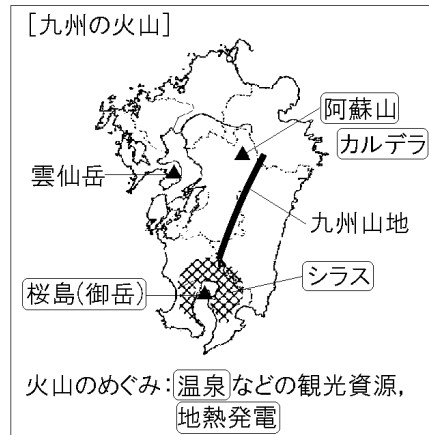 [九州の火山]
阿蘇山
カルデラ
雲仙岳
九州山地
シラス
桜島(御岳)
火山のめぐみ:温泉などの観光資源,
地熱発電